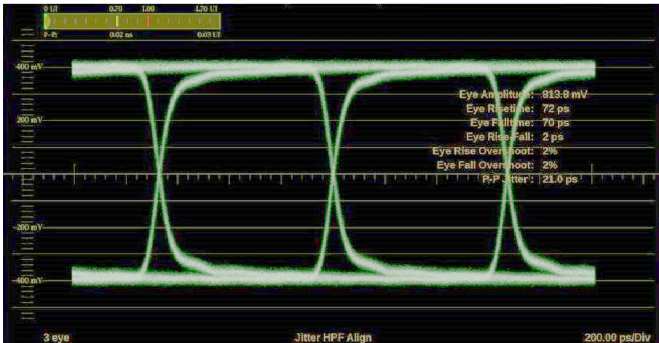 0 UI 0.70 1.00 1.70 UI
P-P: 0.02 ns 0.03 UI
400 mV
200 mV
-200 mV
-400 mV
Eye Amplitude: 813.8 mV
Eye Risetime: 72 ps
Eye Falltime: 70 ps
Eye Rise-Fall: 2 ps
Eye Rise Overshoot: 2%
Eye Fall Overshoot: 2%
P-P Jitter: 21.0 ps
3 eye Jitter HPF Align 200.00 ps/Div